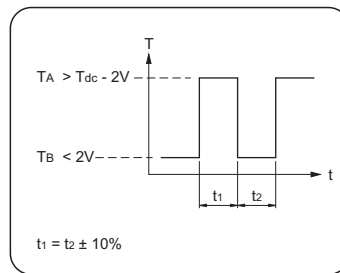 T
TA > Tdc - 2V
TB < 2V
t
t1 t2
t1 = t2 ± 10%